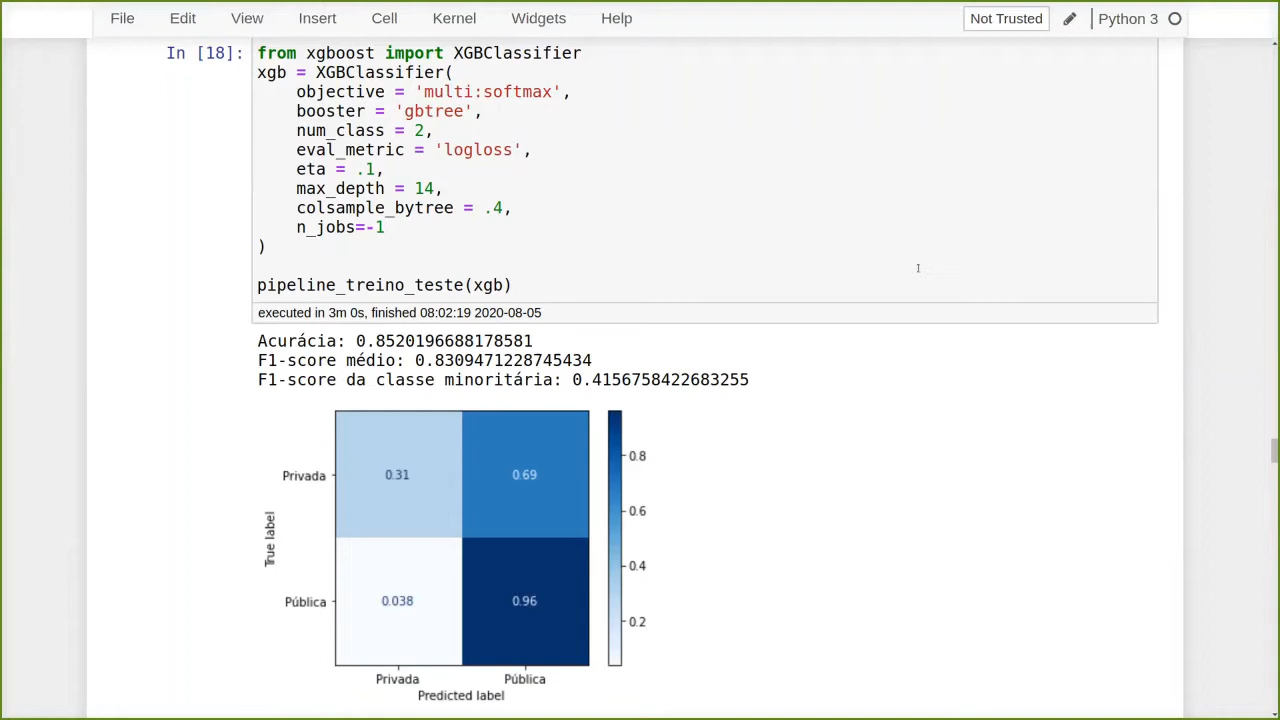 File Edit View Insert Cell Kernel Widgets Help Not Trusted Python 3
In [18]: from xgboost import XGBClassifier
xgb = XGBClassifier(
objective = 'multi:softmax',
booster = 'gbtree',
num_class = 2,
eval_metric = 'logloss',
eta = .1,
max_depth = 14,
colsample_bytree = .4,
n_jobs=-1
)
pipeline_treino_teste(xgb)
executed in 3m 0s, finished 08:02:19 2020-08-05
Acurácia: 0.8520196688178581
F1-score médio: 0.8309471228745434
F1-score da classe minoritária: 0.4156758422683255
Privada 0.31 0.69
Pública 0.038 0.96
True label
Privada Pública
Predicted label
0.8
0.6
0.4
0.2